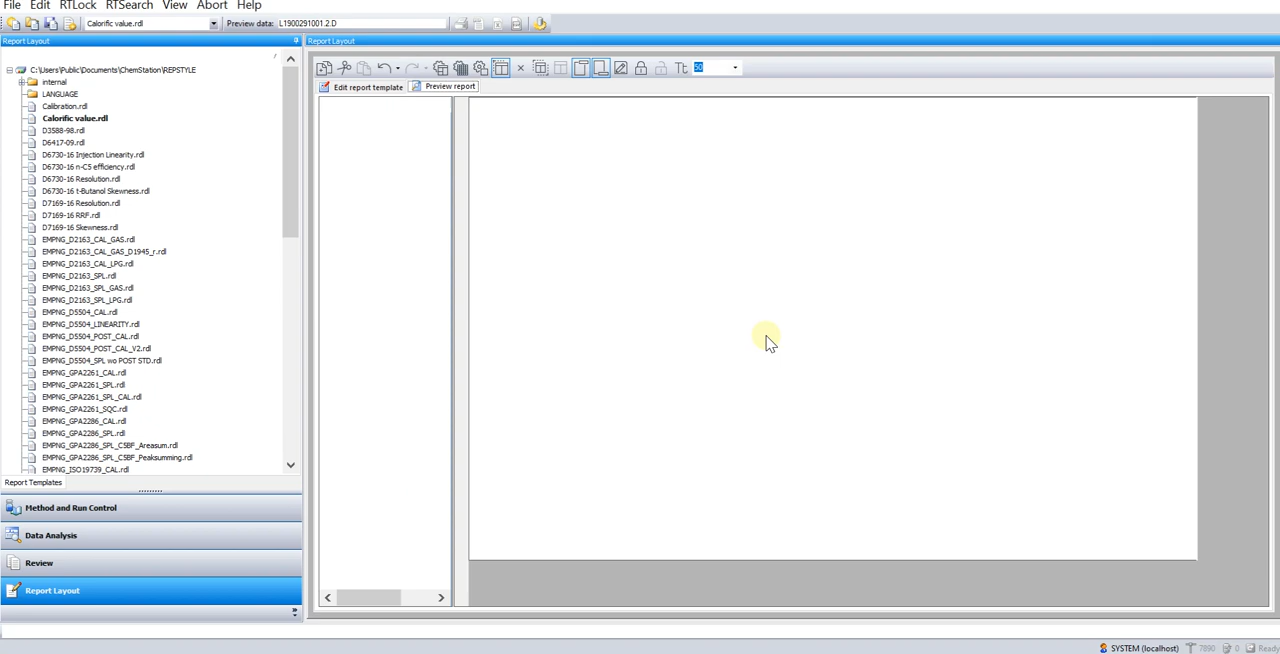 File Edit RTLock RTSearch View Abort Help
Calorific value.rdl Preview data: L1900291001.2.D
Report Layout
Report Layout
50
Edit report template Preview report
C:\Users\Public\Documents\ChemStation\REPSTYLE
internal
LANGUAGE
Calibration.rdl
Calorific value.rdl
D3588-98.rdl
D6417-09.rdl
D6730-16 Injection Linearity.rdl
D6730-16 n-C5 efficiency.rdl
D6730-16 Resolution.rdl
D6730-16 t-Butanol Skewness.rdl
D7169-16 Resolution.rdl
D7169-16 RRF.rdl
D7169-16 Skewness.rdl
EMPNG_D2163_CAL_GAS.rdl
EMPNG_D2163_CAL_GAS_D1945_r.rdl
EMPNG_D2163_CAL_LPG.rdl
EMPNG_D2163_SPL.rdl
EMPNG_D2163_SPL_GAS.rdl
EMPNG_D2163_SPL_LPG.rdl
EMPNG_D5504_CAL.rdl
EMPNG_D5504_LINEARITY.rdl
EMPNG_D5504_POST_CAL.rdl
EMPNG_D5504_POST_CAL_V2.rdl
EMPNG_D5504_SPL wo POST STD.rdl
EMPNG_GPA2261_CAL.rdl
EMPNG_GPA2261_SPL.rdl
EMPNG_GPA2261_SPL_CAL.rdl
EMPNG_GPA2261_SQC.rdl
EMPNG_GPA2286_CAL.rdl
EMPNG_GPA2286_SPL.rdl
EMPNG_GPA2286_SPL_C5BF_Areasum.rdl
EMPNG_GPA2286_SPL_C5BF_Peaksumming.rdl
EMPNG_ISO19739_CAL.rdl
Report Templates
Method and Run Control
Data Analysis
Review
Report Layout
SYSTEM (localhost) 7890 0 Ready